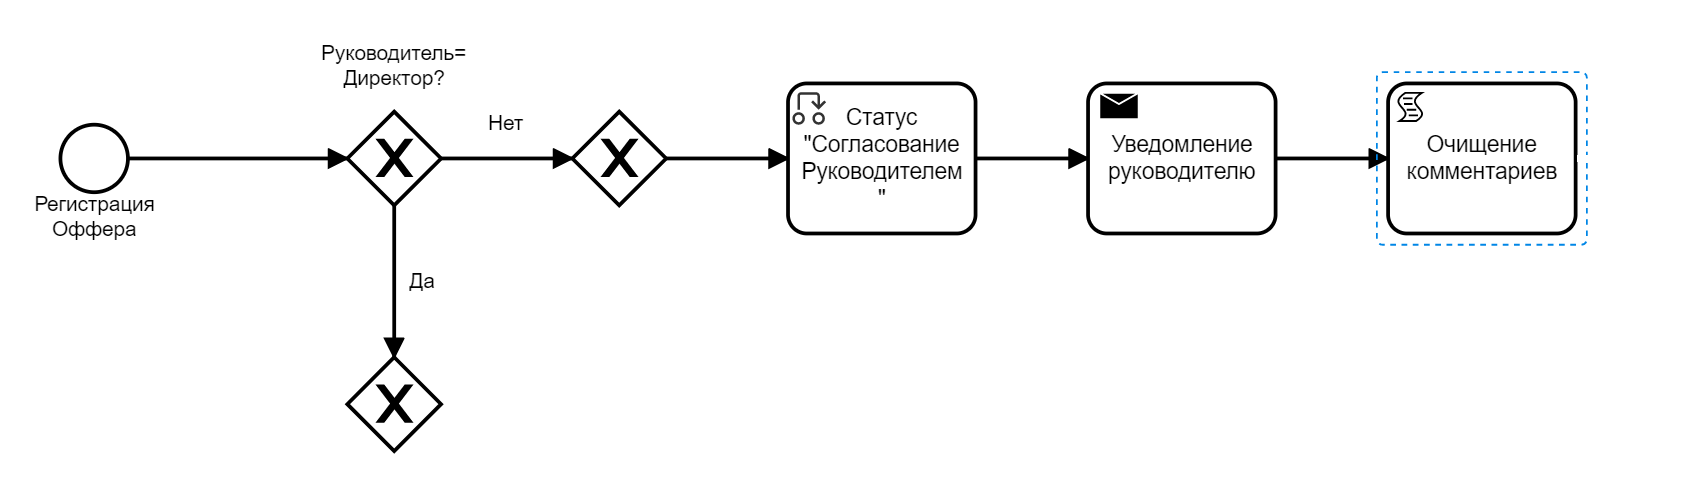 Руководитель=
Директор?
Нет
Регистрация
Оффера
Да
Статус
"Согласование
Руководителем
"
Уведомление
руководителю
Очищение
комментариев